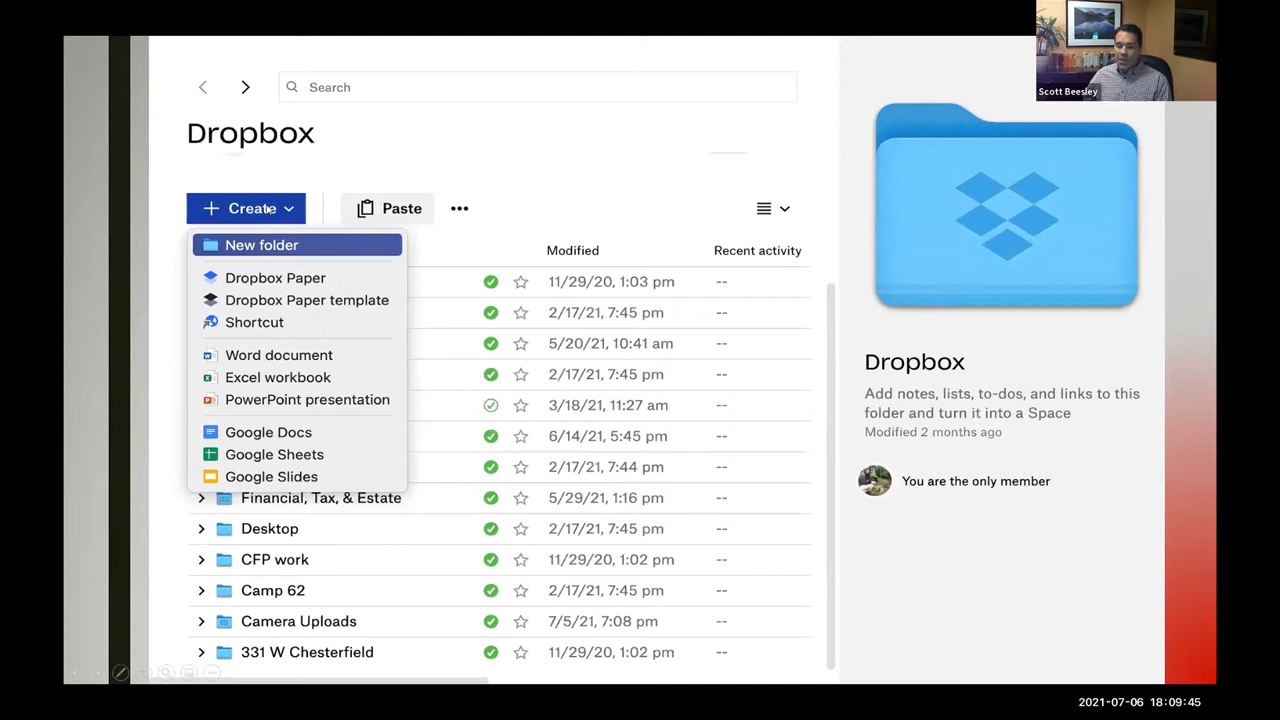 Scott Beesley
Search
Dropbox
Create
Paste
New folder
Dropbox Paper
Dropbox Paper template
Shortcut
Word document
Excel workbook
PowerPoint presentation
Google Docs
Google Sheets
Google Slides
Modified
Recent activity
11/29/20, 1:03 pm --
2/17/21, 7:45 pm --
5/20/21, 10:41 am --
2/17/21, 7:45 pm --
3/18/21, 11:27 am --
6/14/21, 5:45 pm --
2/17/21, 7:44 pm --
Financial, Tax, & Estate 5/29/21, 1:16 pm --
Desktop 2/17/21, 7:45 pm --
CFP work 11/29/20, 1:02 pm --
Camp 62 2/17/21, 7:45 pm --
Camera Uploads 7/5/21, 7:08 pm --
331 W Chesterfield 11/29/20, 1:02 pm --
Dropbox
Add notes, lists, to-dos, and links to this
folder and turn it into a Space
Modified 2 months ago
You are the only member
2021-07-06 18:09:45